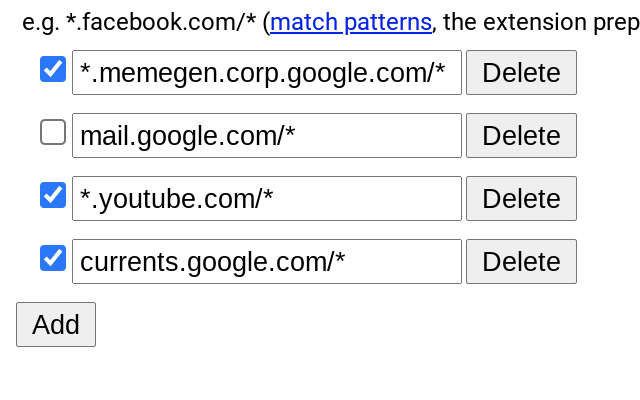 e.g. *.facebook.com/* (match patterns, the extension prep
*.memegen.corp.google.com/* Delete
mail.google.com/* Delete
*.youtube.com/* Delete
currents.google.com/* Delete
Add